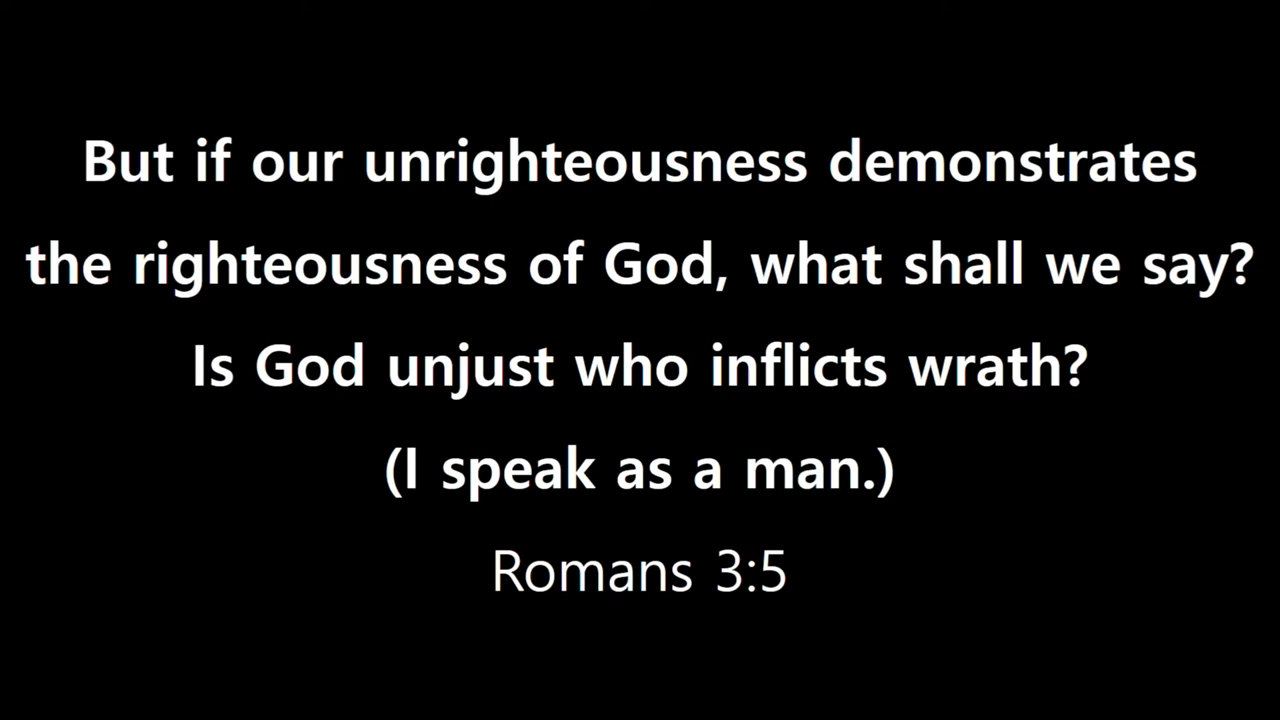 But if our unrighteousness demonstrates
the righteousness of God, what shall we say?
Is God unjust who inflicts wrath?
(I speak as a man.)
Romans 3:5